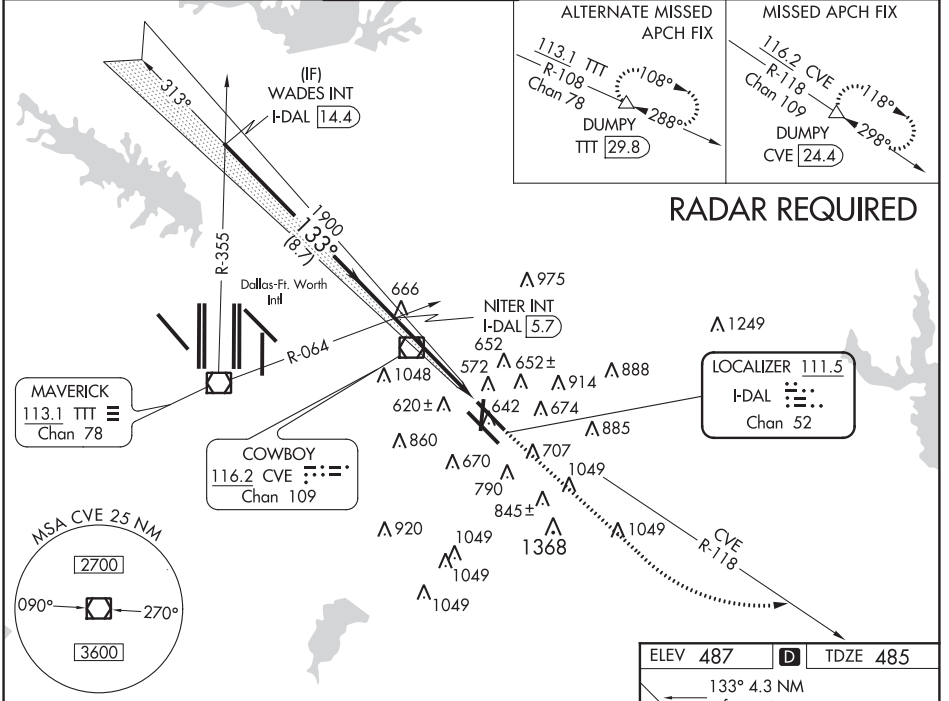 ALTERNATE MISSED
APCH FIX
113.1 TTT
R-108
Chan 78
108°
288°
DUMPY
TTT 29.8
MISSED APCH FIX
116.2 CVE
R-118
Chan 109
118°
298°
DUMPY
CVE 24.4
RADAR REQUIRED
313°
(IF)
WADES INT
I-DAL 14.4
1900
133°
(8.7)
R-355
Dallas-Ft. Worth
Intl
666
975
NITER INT
I-DAL 5.7
1249
R-064
652
572
652±
888
1048
914
LOCALIZER 111.5
I-DAL
Chan 52
MAVERICK
113.1 TTT
Chan 78
620±
642
674
885
860
COWBOY
116.2 CVE
Chan 109
670
707
790
1049
845±
920
1049
1368
1049
1049
1049
CVE
R-118
MSA CVE 25 NM
2700
090°
270°
3600
ELEV 487
D
TDZE 485
133° 4.3 NM